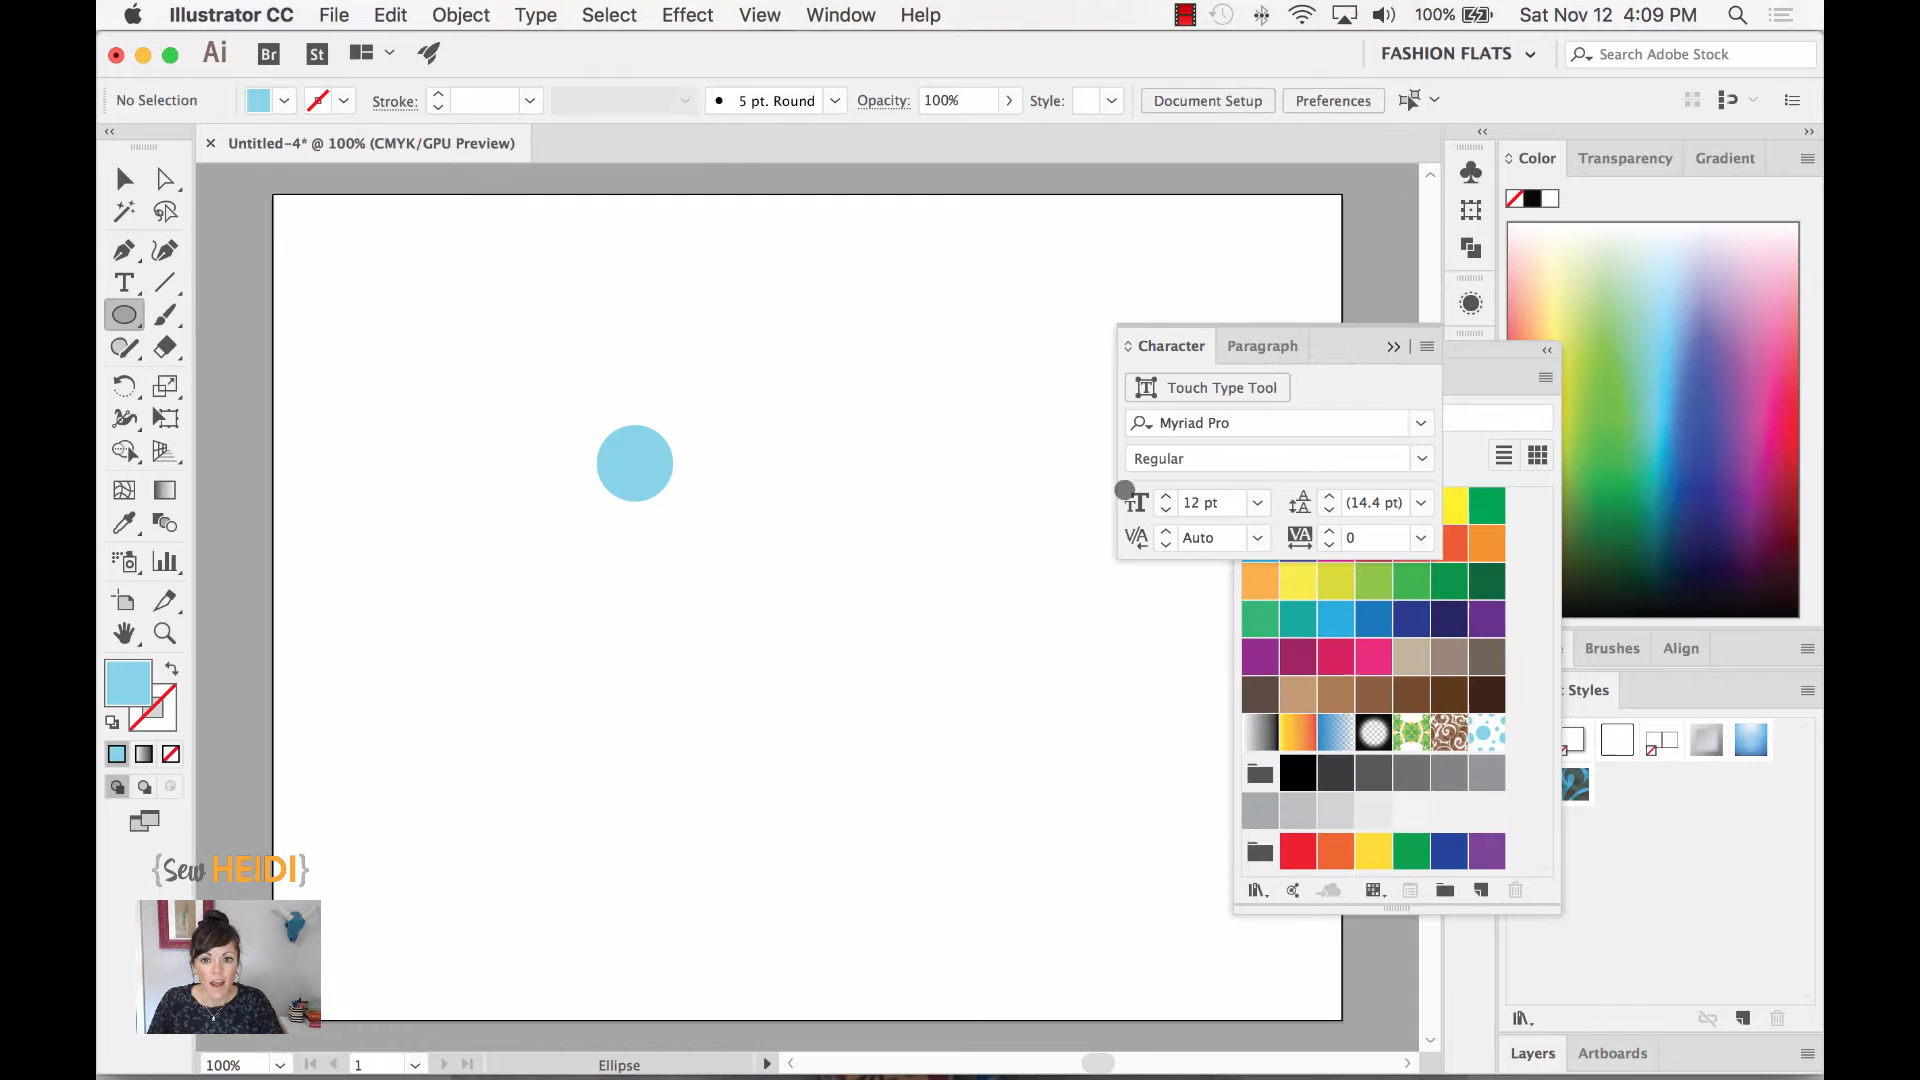 Illustrator CC File Edit Object Type Select Effect View Window Help 100% Sat Nov 12 4:09 PM
Ai Br St FASHION FLATS Search Adobe Stock
No Selection Stroke: 5 pt. Round Opacity: 100% Style: Document Setup Preferences
Untitled-4* @ 100% (CMYK/GPU Preview)
Color Transparency Gradient
Character Paragraph
Touch Type Tool
Myriad Pro
Regular
12 pt (14.4 pt)
Auto 0
Brushes Align
Styles
{Sew HEIDI}
100% 1 Ellipse
Layers Artboards